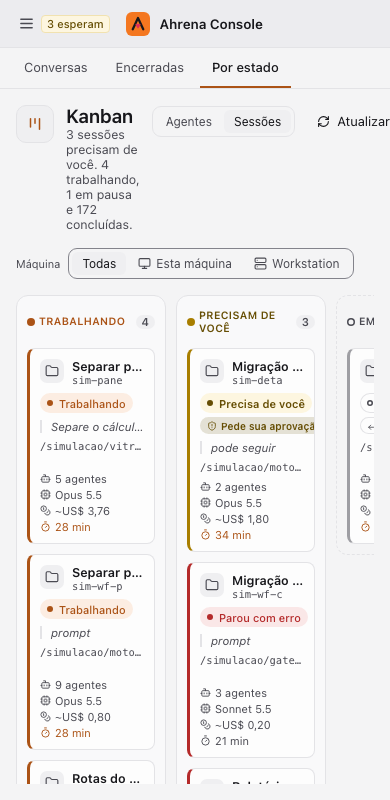 3 esperam
Ahrena Console
Conversas
Encerradas
Por estado
Kanban
3 sessões
precisam de
você. 4
trabalhando,
1 em pausa
e 172
concluídas.
Agentes
Sessões
Atualizar
Máquina
Todas
Esta máquina
Workstation
TRABALHANDO
4
Separar p...
sim-pane
Trabalhando
Separe o cálcul...
/simulacao/vitr…
5 agentes
Opus 5.5
~US$ 3,76
28 min
Separar p...
sim-wf-p
Trabalhando
prompt
/simulacao/moto…
9 agentes
Opus 5.5
~US$ 0,80
28 min
Rotas do ...
PRECISAM DE
VOCÊ
3
Migração ...
sim-deta
Precisa de você
Pede sua aprovaçã
pode seguir
/simulacao/moto…
2 agentes
Opus 5.5
~US$ 1,80
34 min
Migração ...
sim-wf-c
Parou com erro
prompt
/simulacao/gate…
3 agentes
Sonnet 5.5
~US$ 0,20
21 min
EM
/s